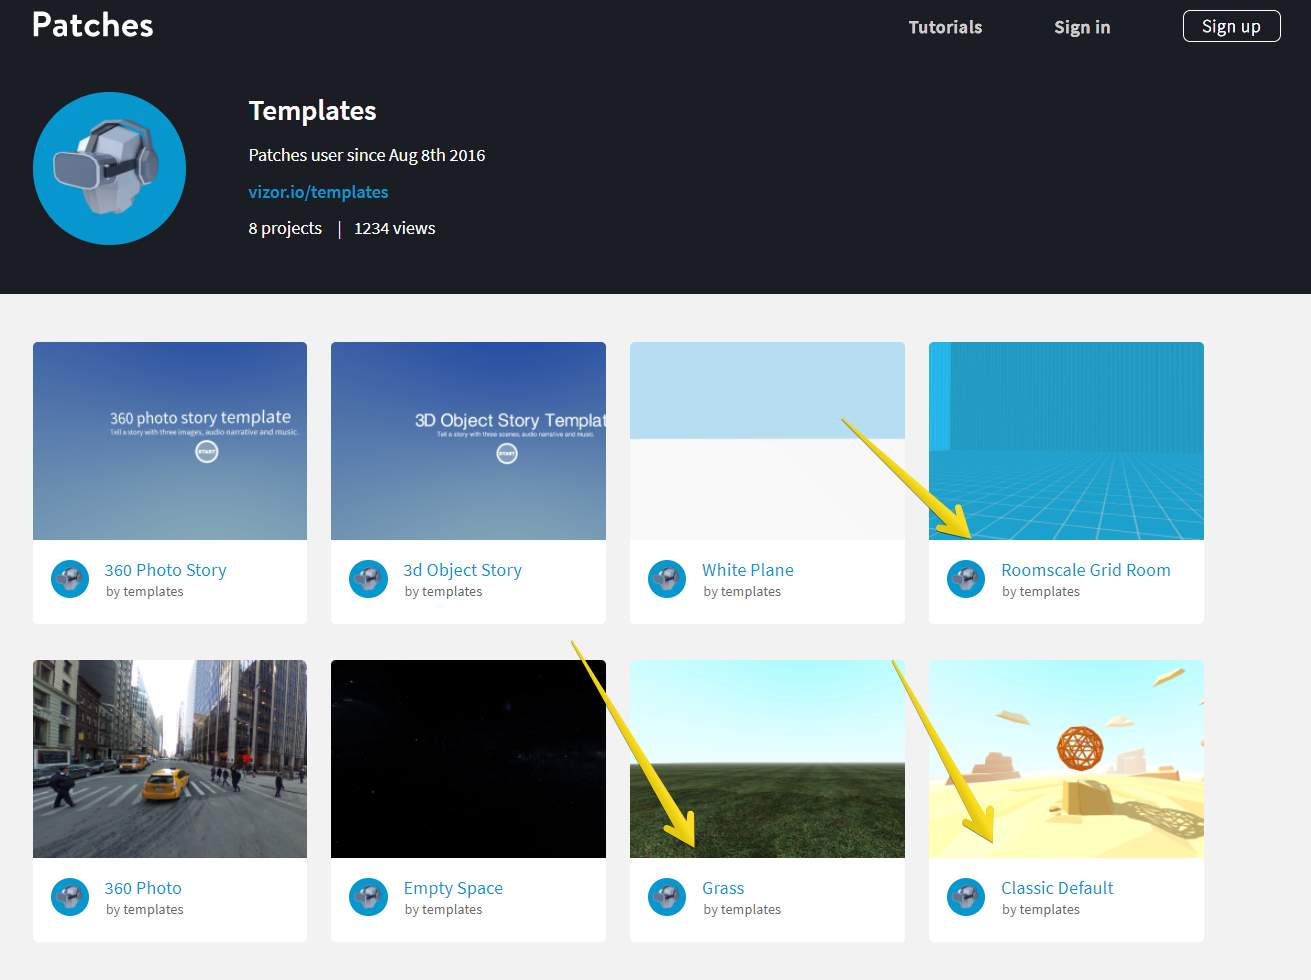 Patches
Tutorials
Sign in
Sign up
Templates
Patches user since Aug 8th 2016
vizor.io/templates
8 projects | 1234 views
360 photo story template
Tell a story with three images, audio narrative and music.
START
3D Object Story Templat
Tell a story with three scenes, audio narrative and music.
START
360 Photo Story
by templates
3d Object Story
by templates
White Plane
by templates
Roomscale Grid Room
by templates
360 Photo
by templates
Empty Space
by templates
Grass
by templates
Classic Default
by templates